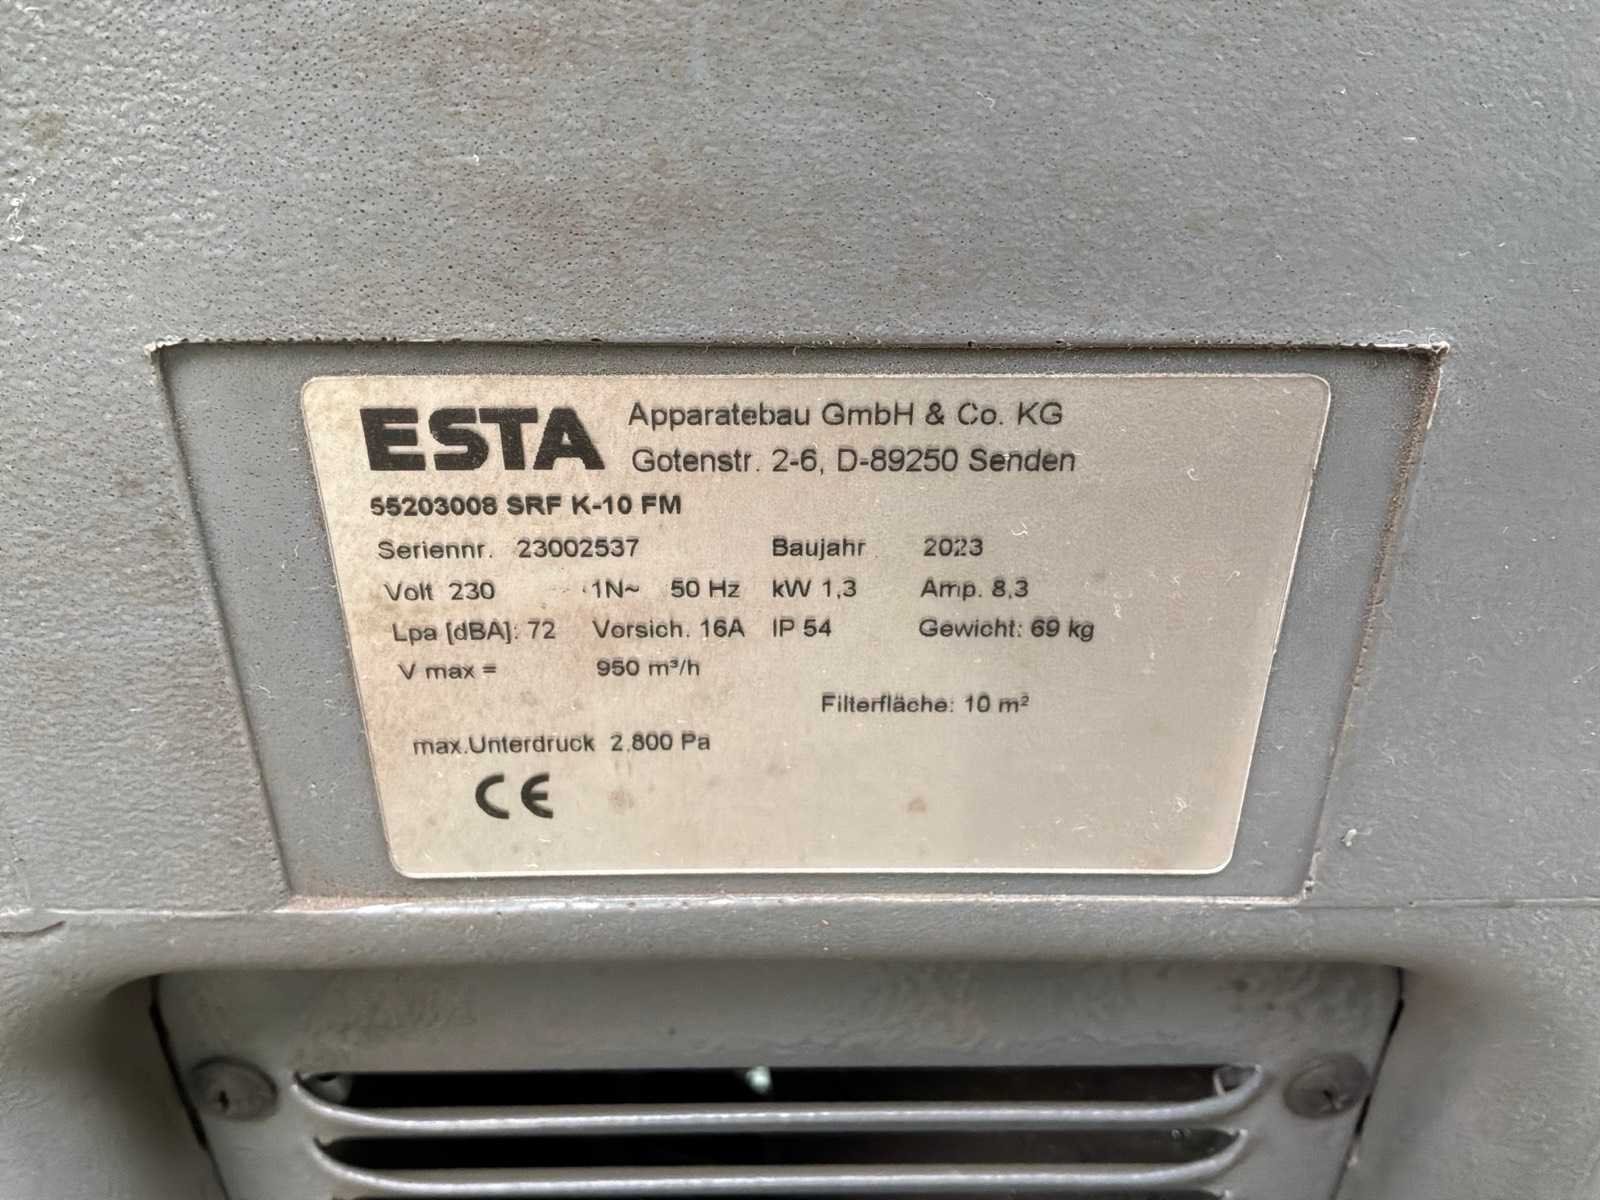 ESTA Apparatebau GmbH & Co. KG
Gotenstr. 2-6, D-89250 Senden
55203008 SRF K-10 FM
Seriennr. 23002537 Baujahr 2023
Volt 230 1N~ 50 Hz kW 1,3 Amp. 8,3
Lpa [dBA]: 72 Vorsich. 16A IP 54 Gewicht: 69 kg
V max = 950 m³/h
Filterfläche: 10 m²
max.Unterdruck 2.800 Pa
CE